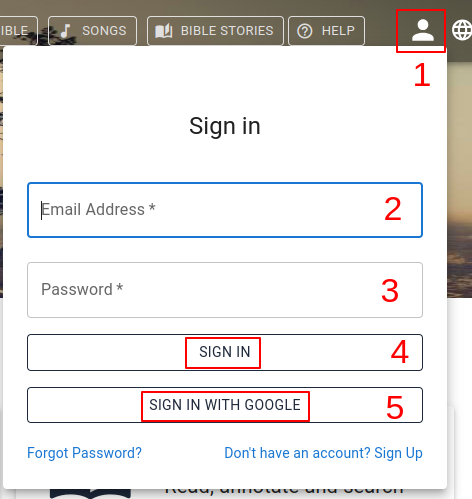 IBLE
SONGS
BIBLE STORIES
HELP
1
Sign in
Email Address *
2
Password *
3
SIGN IN
4
SIGN IN WITH GOOGLE
5
Forgot Password?
Don't have an account? Sign Up
Read, annotate and search